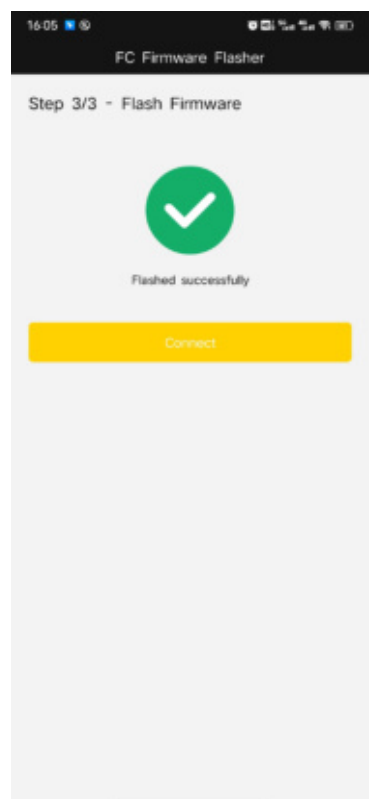 16:05
FC Firmware Flasher
Step 3/3 - Flash Firmware
Flashed successfully
Connect